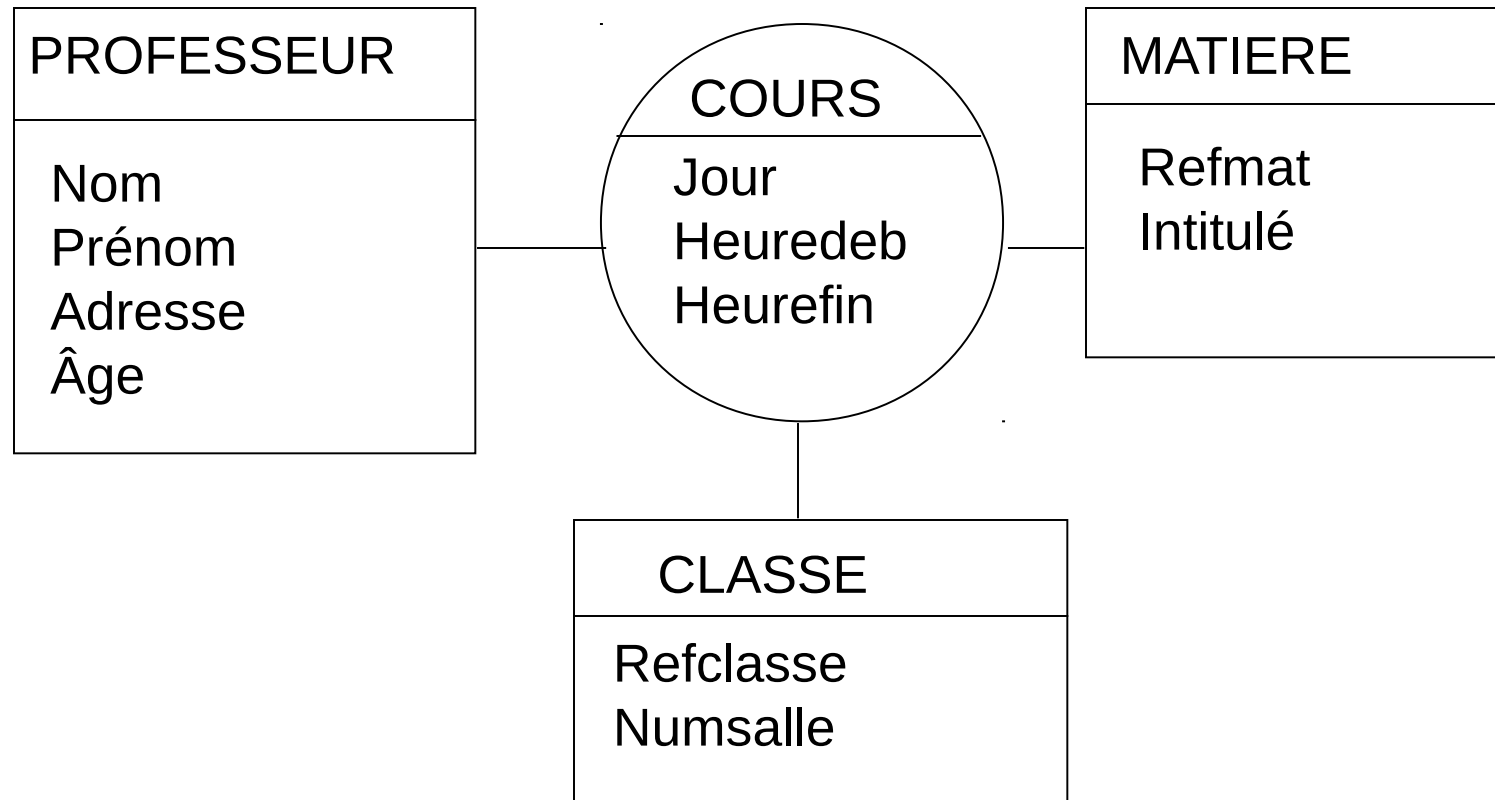 PROFESSEUR
Nom
Prénom
Adresse
Âge
COURS
Jour
Heuredeb
Heurefin
MATIERE
Refmat
Intitulé
CLASSE
Refclasse
Numsalle